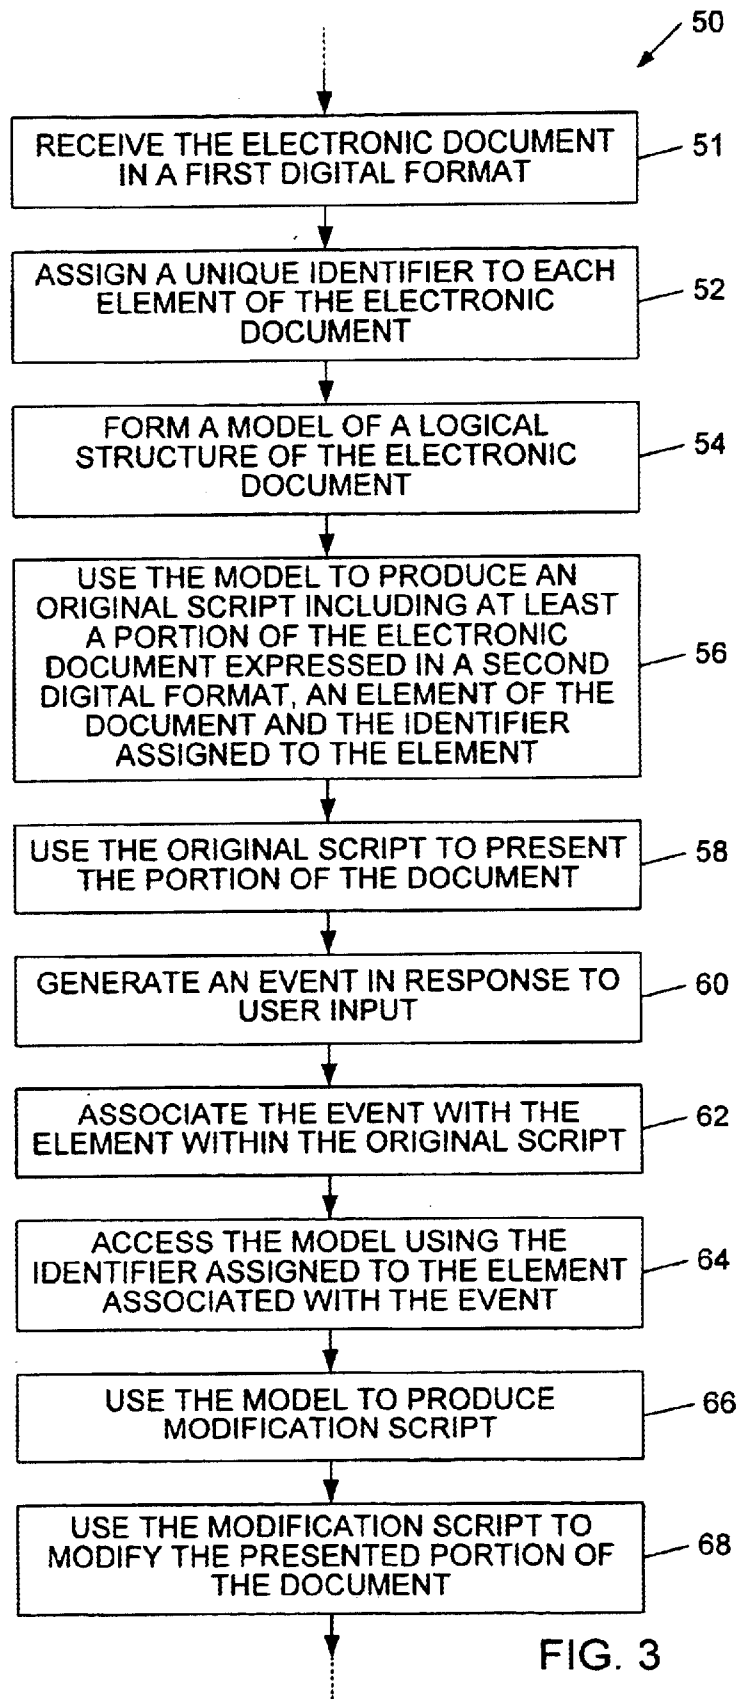 50
RECEIVE THE ELECTRONIC DOCUMENT
IN A FIRST DIGITAL FORMAT
51
ASSIGN A UNIQUE IDENTIFIER TO EACH
ELEMENT OF THE ELECTRONIC
DOCUMENT
52
FORM A MODEL OF A LOGICAL
STRUCTURE OF THE ELECTRONIC
DOCUMENT
54
USE THE MODEL TO PRODUCE AN
ORIGINAL SCRIPT INCLUDING AT LEAST
A PORTION OF THE ELECTRONIC
DOCUMENT EXPRESSED IN A SECOND
DIGITAL FORMAT, AN ELEMENT OF THE
DOCUMENT AND THE IDENTIFIER
ASSIGNED TO THE ELEMENT
56
USE THE ORIGINAL SCRIPT TO PRESENT
THE PORTION OF THE DOCUMENT
58
GENERATE AN EVENT IN RESPONSE TO
USER INPUT
60
ASSOCIATE THE EVENT WITH THE
ELEMENT WITHIN THE ORIGINAL SCRIPT
62
ACCESS THE MODEL USING THE
IDENTIFIER ASSIGNED TO THE ELEMENT
ASSOCIATED WITH THE EVENT
64
USE THE MODEL TO PRODUCE
MODIFICATION SCRIPT
66
USE THE MODIFICATION SCRIPT TO
MODIFY THE PRESENTED PORTION OF
THE DOCUMENT
68
FIG. 3